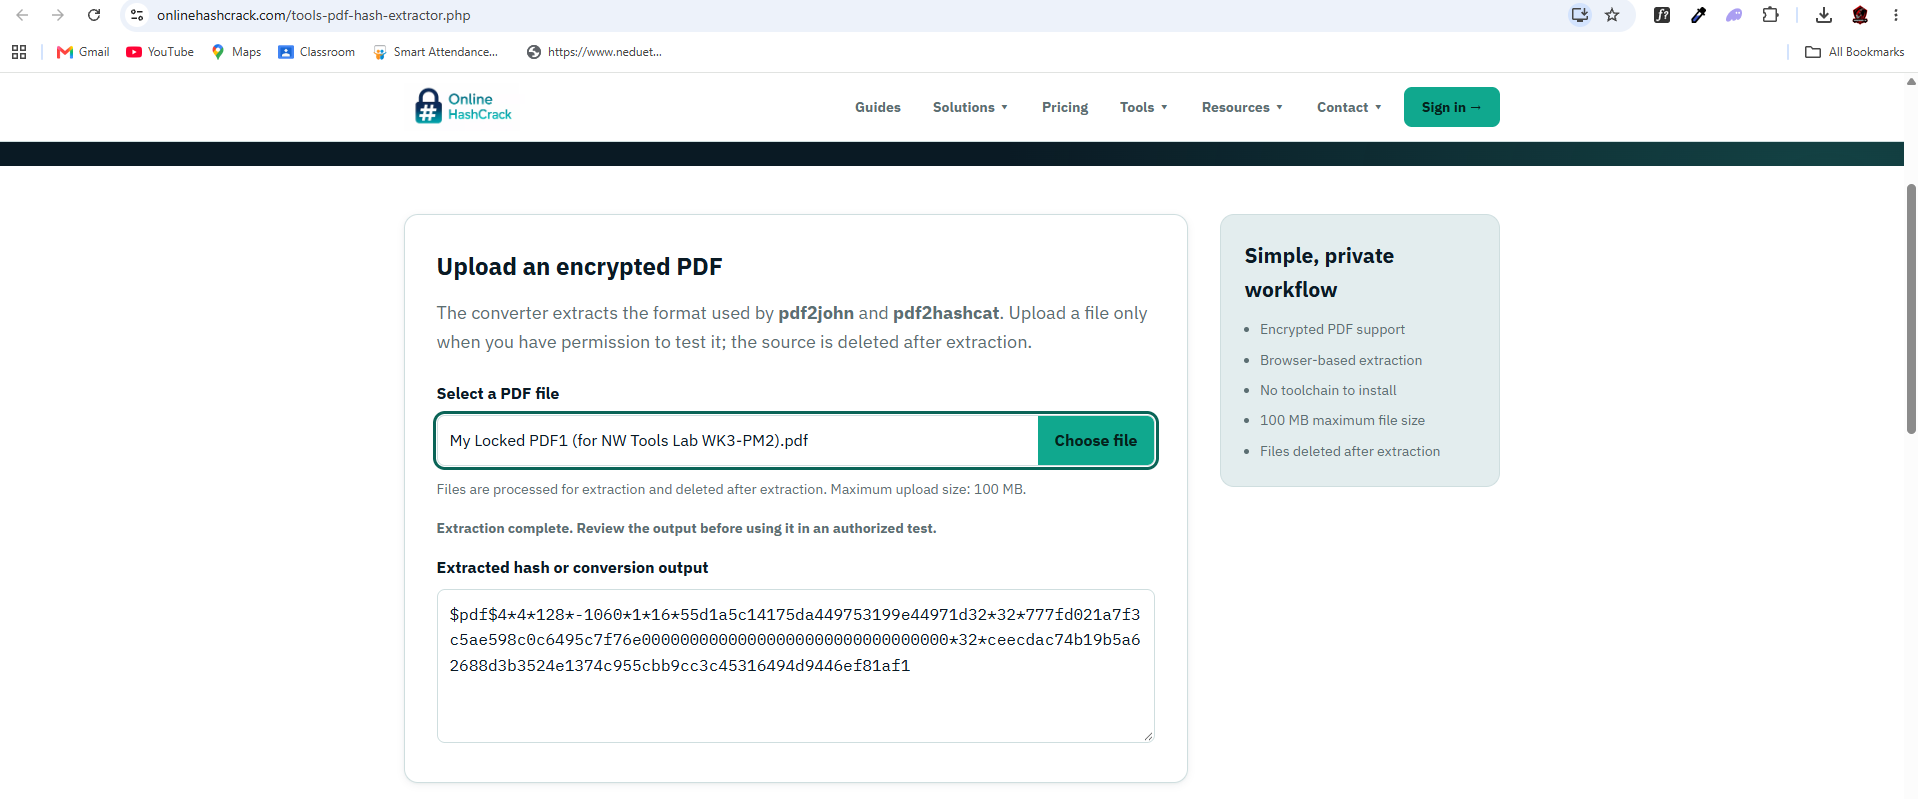 onlinehashcrack.com/tools-pdf-hash-extractor.php
Gmail
YouTube
Maps
Classroom
Smart Attendance...
https://www.neduet...
All Bookmarks
Online
HashCrack
Guides
Solutions
Pricing
Tools
Resources
Contact
Sign in →
Upload an encrypted PDF
The converter extracts the format used by pdf2john and pdf2hashcat. Upload a file only
when you have permission to test it; the source is deleted after extraction.
Select a PDF file
My Locked PDF1 (for NW Tools Lab WK3-PM2).pdf
Choose file
Files are processed for extraction and deleted after extraction. Maximum upload size: 100 MB.
Extraction complete. Review the output before using it in an authorized test.
Extracted hash or conversion output
$pdf$4*4*128*-1060*1*16*55d1a5c14175da449753199e44971d32*32*777fd021a7f3
c5ae598c0c6495c7f76e00000000000000000000000000000000*32*ceecdac74b19b5a6
2688d3b3524e1374c955cbb9cc3c45316494d9446ef81af1
Simple, private
workflow
• Encrypted PDF support
• Browser-based extraction
• No toolchain to install
• 100 MB maximum file size
• Files deleted after extraction